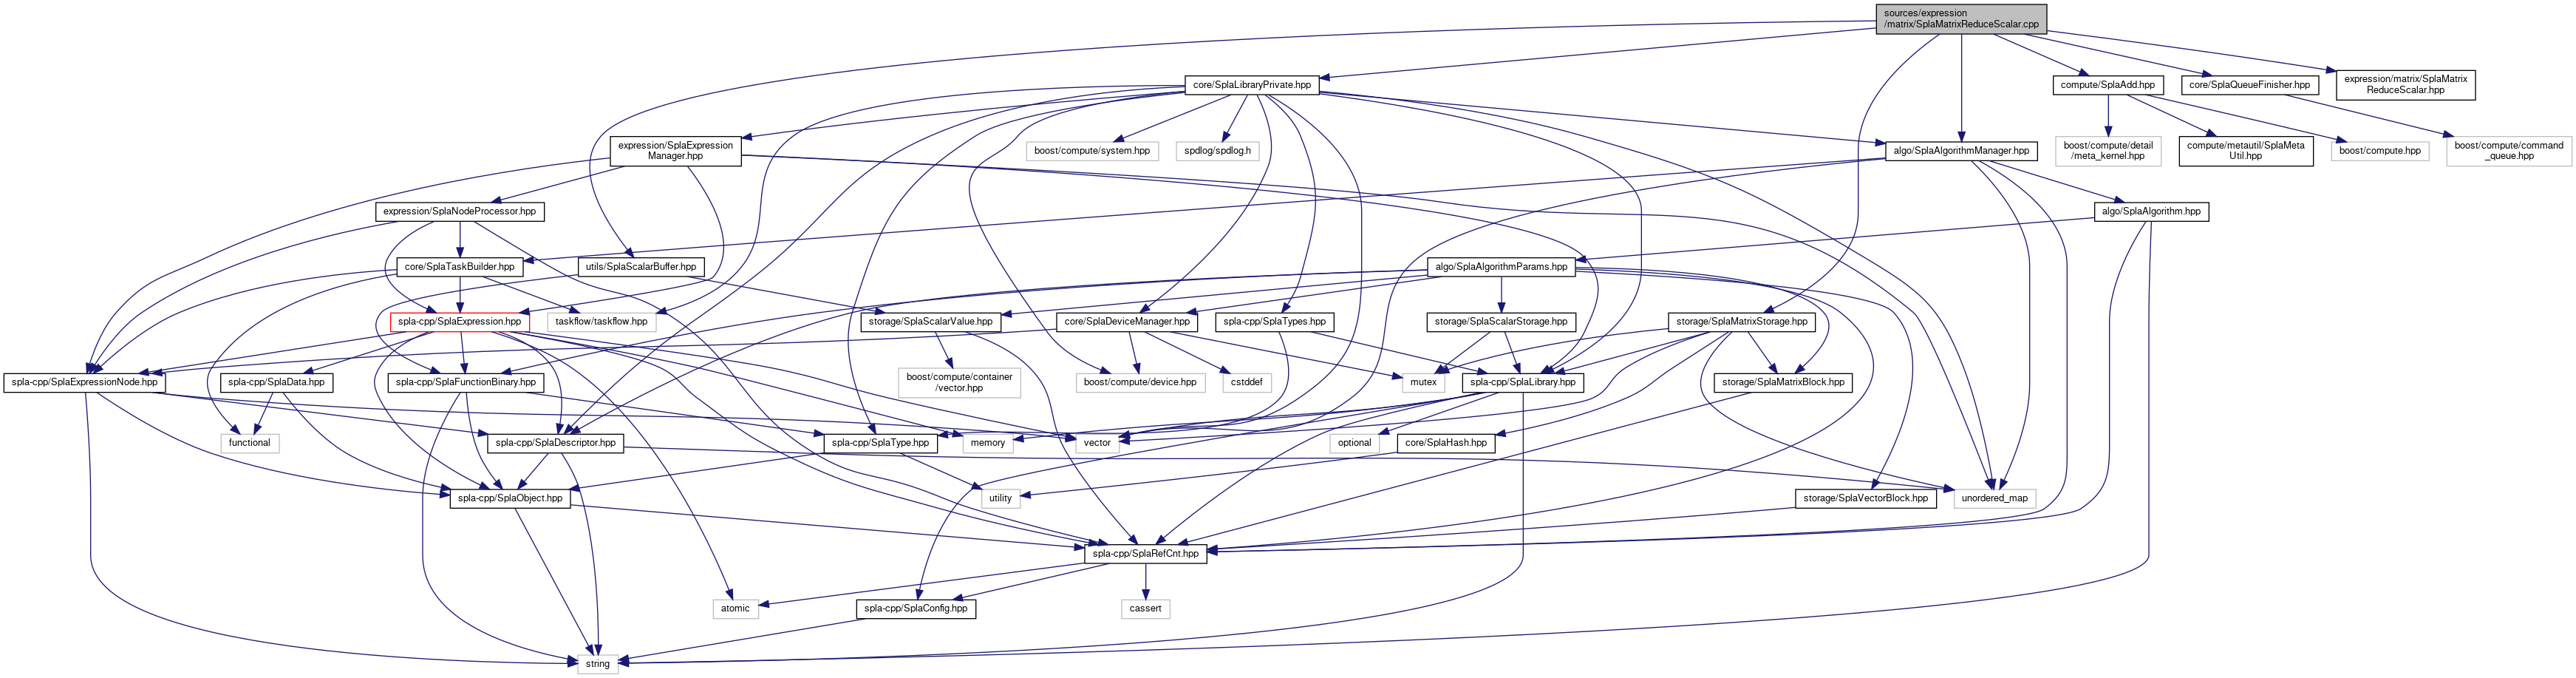 sources/expression
/matrix/SplaMatrixReduceScalar.cpp
core/SplaLibraryPrivate.hpp
compute/SplaAdd.hpp
core/SplaQueueFinisher.hpp
expression/matrix/SplaMatrix
ReduceScalar.hpp
expression/SplaExpression
Manager.hpp
boost/compute/system.hpp
spdlog/spdlog.h
algo/SplaAlgorithmManager.hpp
boost/compute/detail
/meta_kernel.hpp
compute/metautil/SplaMeta
Util.hpp
boost/compute.hpp
boost/compute/command
_queue.hpp
expression/SplaNodeProcessor.hpp
algo/SplaAlgorithm.hpp
core/SplaTaskBuilder.hpp
utils/SplaScalarBuffer.hpp
algo/SplaAlgorithmParams.hpp
spla-cpp/SplaExpression.hpp
taskflow/taskflow.hpp
storage/SplaScalarValue.hpp
core/SplaDeviceManager.hpp
spla-cpp/SplaTypes.hpp
storage/SplaScalarStorage.hpp
storage/SplaMatrixStorage.hpp
spla-cpp/SplaExpressionNode.hpp
spla-cpp/SplaData.hpp
spla-cpp/SplaFunctionBinary.hpp
boost/compute/container
/vector.hpp
boost/compute/device.hpp
cstddef
mutex
spla-cpp/SplaLibrary.hpp
storage/SplaMatrixBlock.hpp
functional
spla-cpp/SplaDescriptor.hpp
spla-cpp/SplaType.hpp
memory
vector
optional
core/SplaHash.hpp
spla-cpp/SplaObject.hpp
utility
storage/SplaVectorBlock.hpp
unordered_map
spla-cpp/SplaRefCnt.hpp
atomic
spla-cpp/SplaConfig.hpp
cassert
string